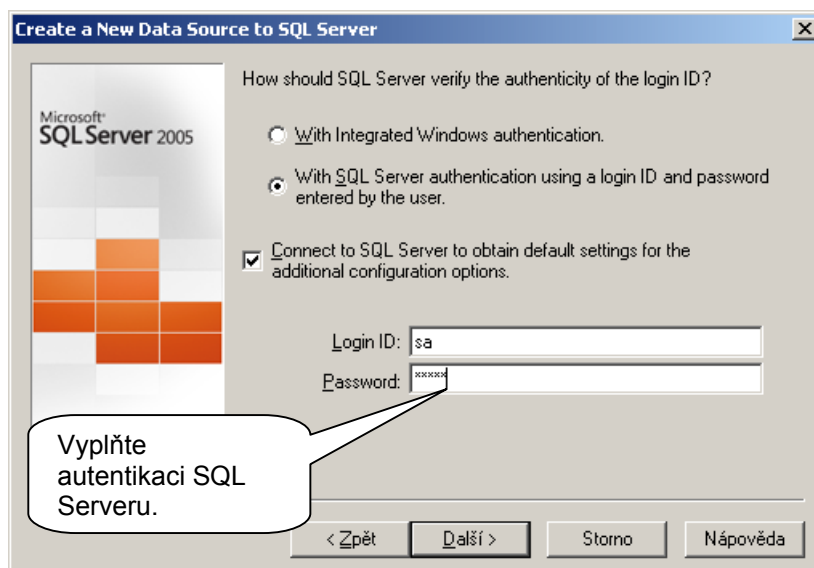 Create a New Data Source to SQL Server
How should SQL Server verify the authenticity of the login ID?
Microsoft
SQL Server 2005
With Integrated Windows authentication.
With SQL Server authentication using a login ID and password
entered by the user.
Connect to SQL Server to obtain default settings for the
additional configuration options.
Login ID: sa
Password: *****
Vyplňte
autentikaci SQL
Serveru.
< Zpět Další > Storno Nápověda